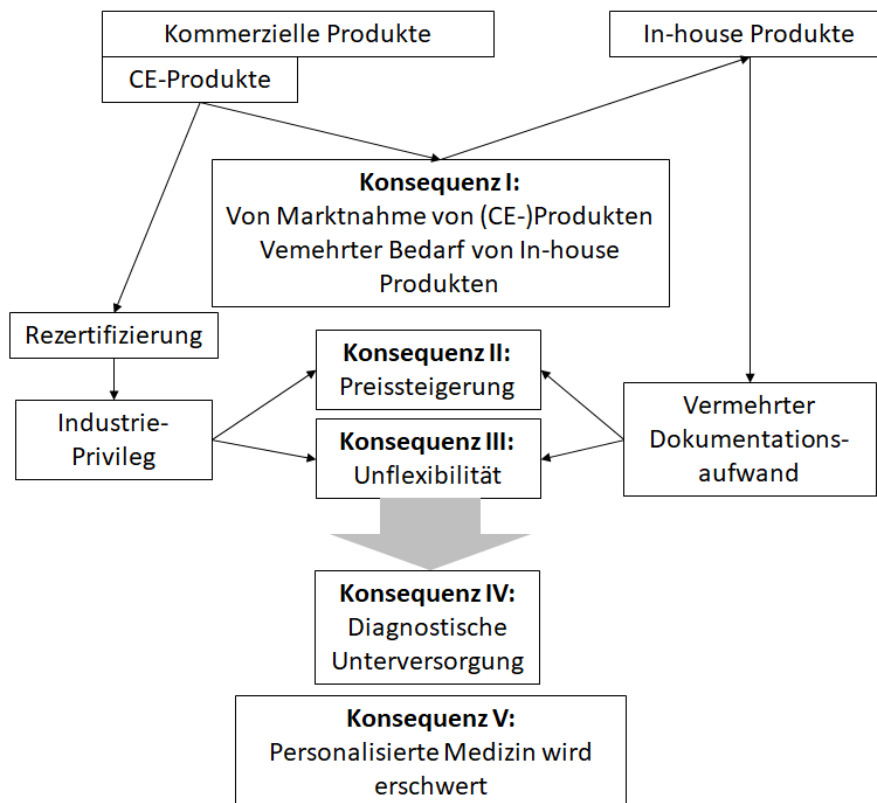 Kommerzielle Produkte
In-house Produkte
CE-Produkte
Konsequenz I:
Von Marktnahme von (CE-)Produkten
Vemehrter Bedarf von In-house
Produkten
Rezertifizierung
Konsequenz II:
Preissteigerung
Industrie-
Privileg
Konsequenz III:
Unflexibilität
Vermehrter
Dokumentations-
aufwand
Konsequenz IV:
Diagnostische
Unterversorgung
Konsequenz V:
Personalisierte Medizin wird
erschwert